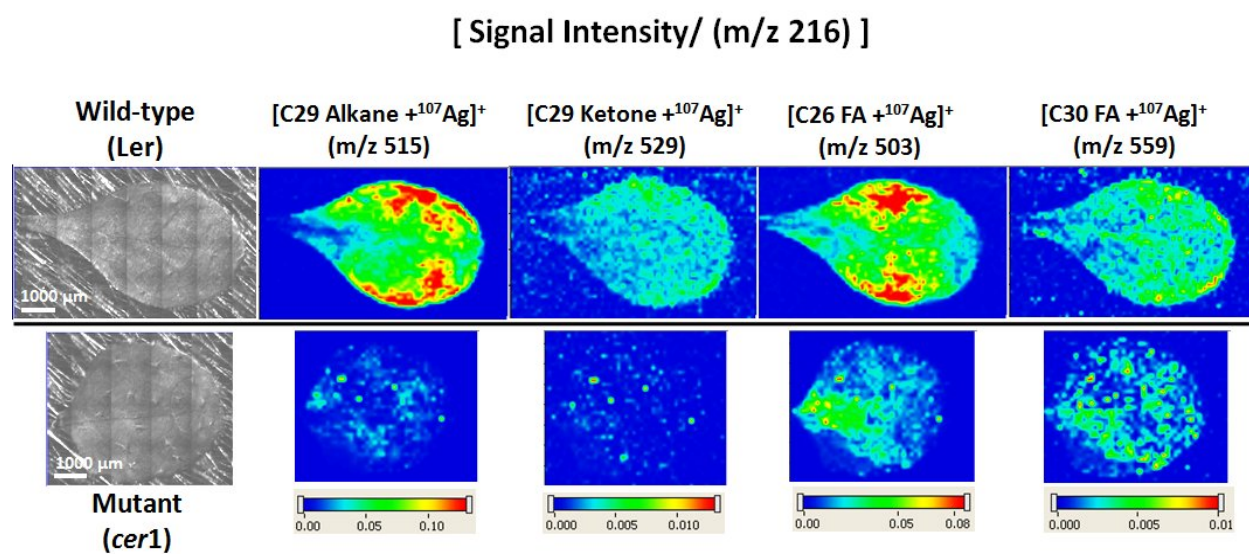 [ Signal Intensity/ (m/z 216) ]
Wild-type
(Ler)
[C29 Alkane +¹⁰⁷Ag]⁺
(m/z 515)
[C29 Ketone +¹⁰⁷Ag]⁺
(m/z 529)
[C26 FA +¹⁰⁷Ag]⁺
(m/z 503)
[C30 FA +¹⁰⁷Ag]⁺
(m/z 559)
1000 µm
1000 µm
Mutant
(cer1)
0.00 0.05 0.10
0.000 0.005 0.010
0.00 0.05 0.08
0.000 0.005 0.01